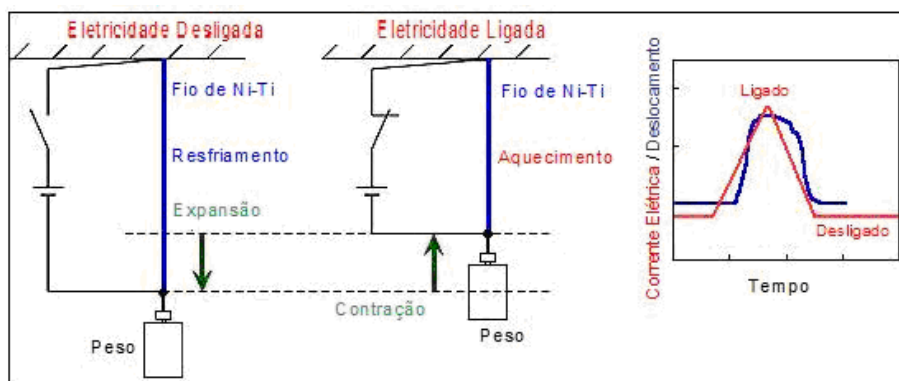 Eletricidade Desligada
Fio de Ni-Ti
Resfriamento
Expansão
Peso
Eletricidade Ligada
Fio de Ni-Ti
Aquecimento
Contração
Peso
Corrente Elétrica / Deslocamento
Ligado
Desligado
Tempo